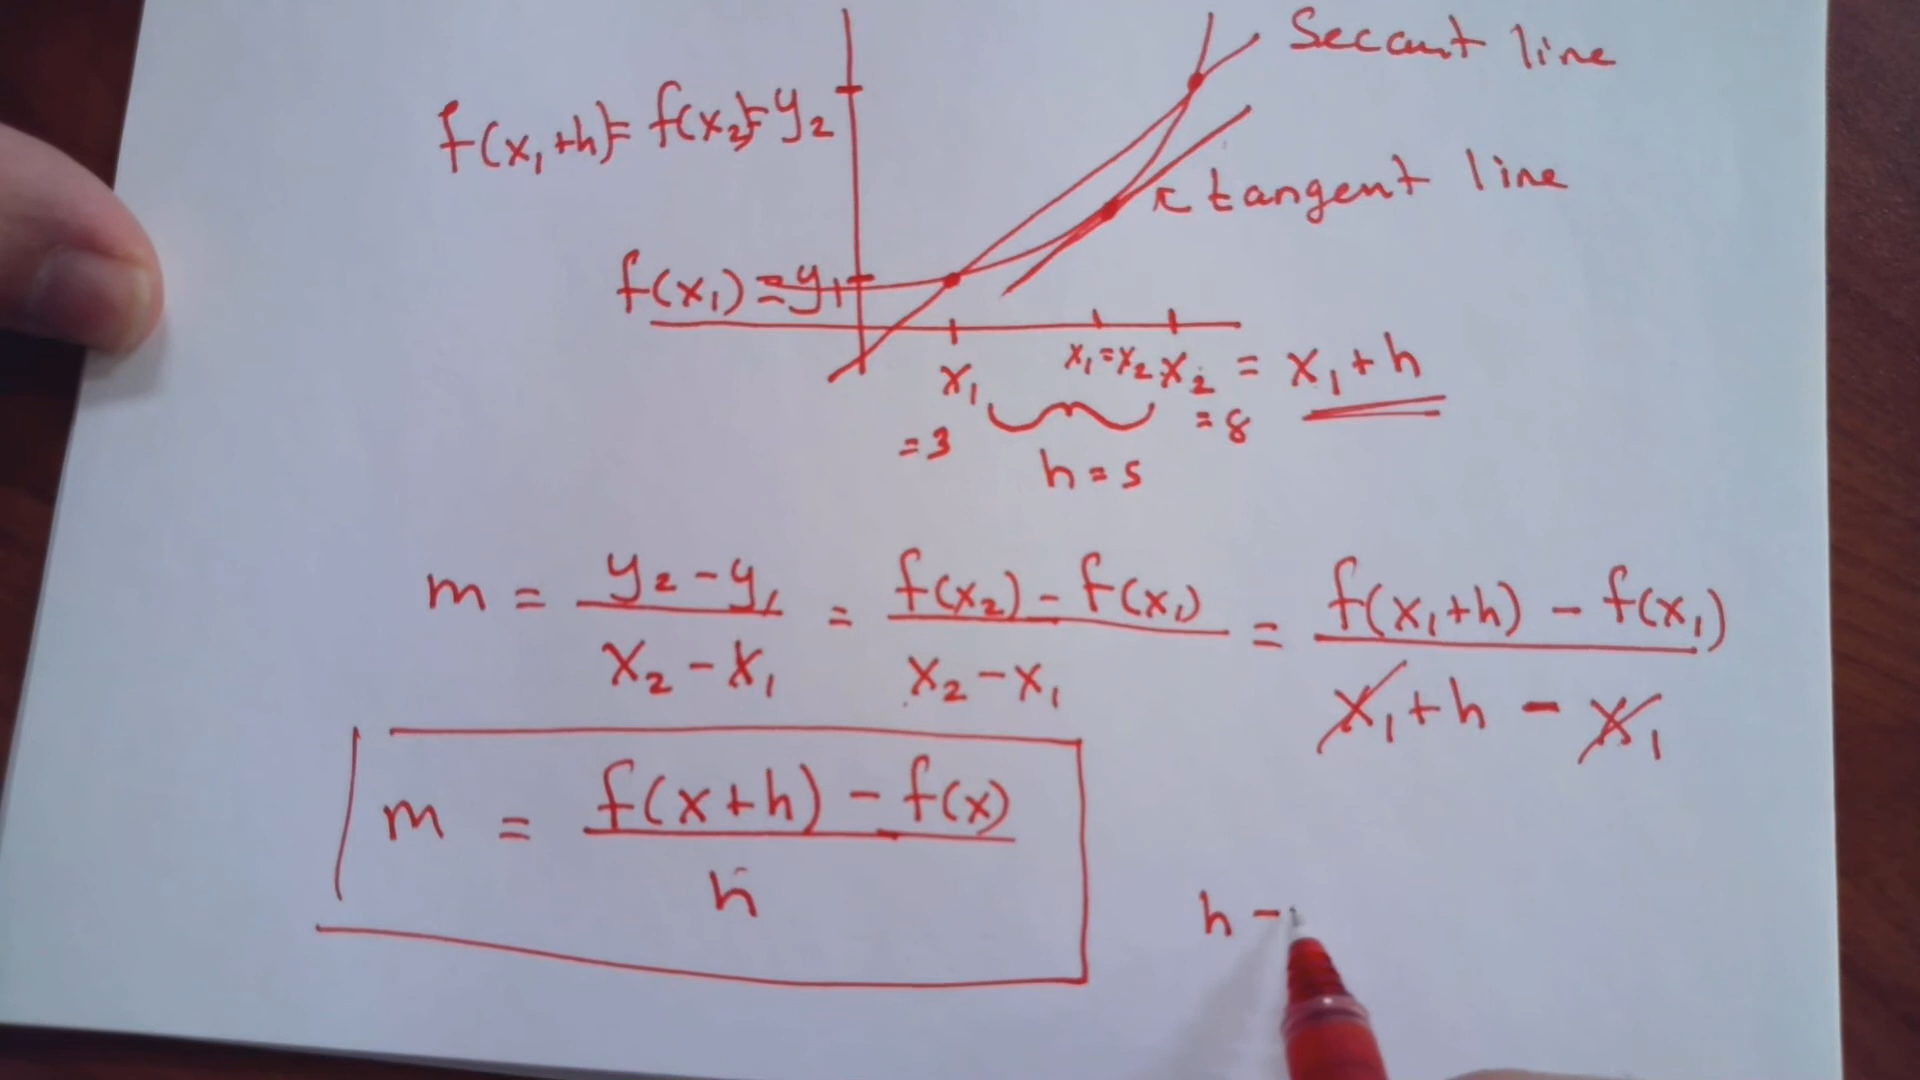 Secant line
f(x₁+h)= f(x₂)=y₂
tangent line
f(x₁)=y₁
x₁ x₁=x₂ x₂ = x₁+h
=3 =8
h=5
m = (y₂-y₁)/(x₂-x₁) = (f(x₂)-f(x₁))/(x₂-x₁) = (f(x₁+h)-f(x₁))/(x₁+h-x₁)
m = (f(x+h)-f(x))/h
h -